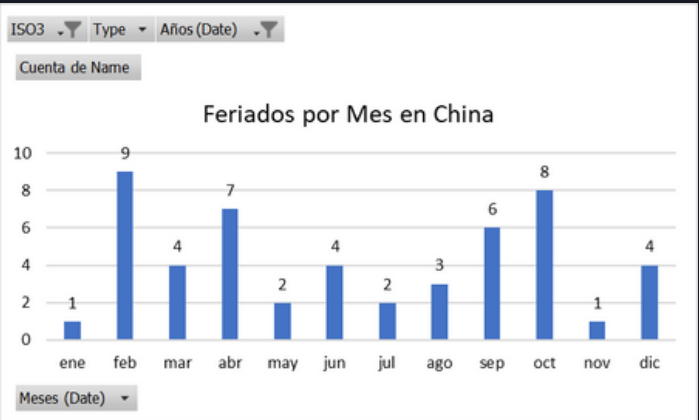 ISO3 Type Años (Date)
Cuenta de Name
Feriados por Mes en China
10
8
6
4
2
0
1 9 4 7 2 4 2 3 6 8 1 4
ene feb mar abr may jun jul ago sep oct nov dic
Meses (Date)